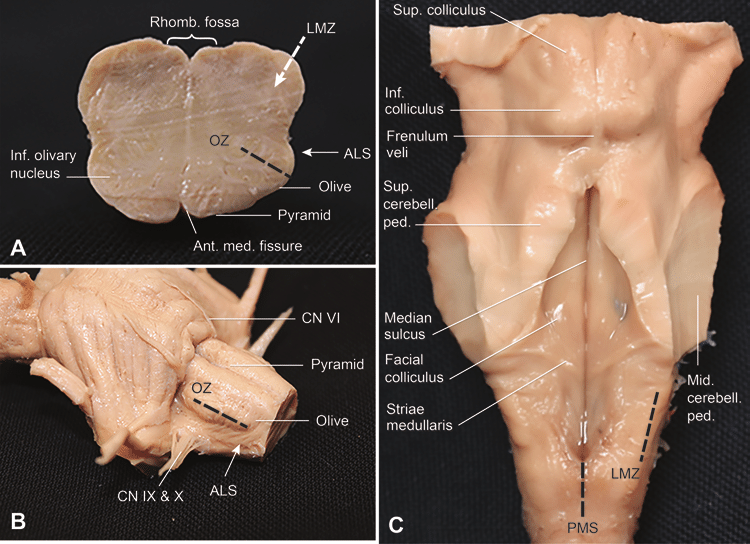 Rhomb. fossa
LMZ
OZ
Inf. olivary
nucleus
ALS
Olive
Pyramid
Ant. med. fissure
A
CN VI
Pyramid
OZ
Olive
ALS
CN IX & X
B
Sup. colliculus
Inf.
colliculus
Frenulum
veli
Sup.
cerebell.
ped.
Median
sulcus
Facial
colliculus
Striae
medullaris
Mid.
cerebell.
ped.
LMZ
PMS
C